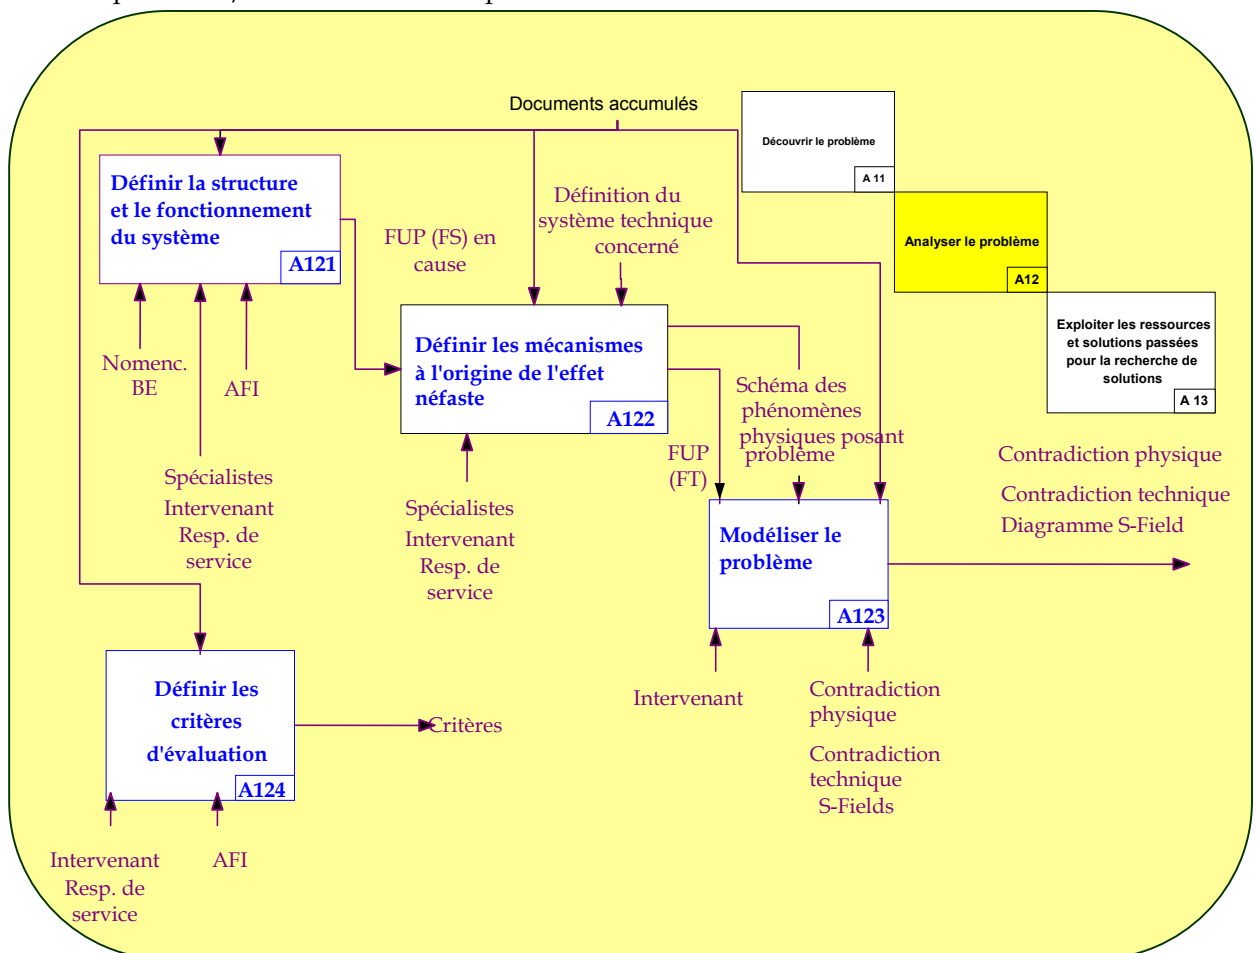 Documents accumulés
Découvrir le problème
A 11
Définir la structure
et le fonctionnement
du système
A121
FUP (FS) en
cause
Définition du
système technique
concerné
Analyser le problème
A12
Exploiter les ressources
et solutions passées
pour la recherche de
solutions
A 13
Nomenc.
BE
AFI
Définir les mécanismes
à l'origine de l'effet
néfaste
A122
Schéma des
phénomènes
physiques posant
problème
FUP
(FT)
Contradiction physique
Contradiction technique
Diagramme S-Field
Spécialistes
Intervenant
Resp. de
service
Spécialistes
Intervenant
Resp. de
service
Modéliser le
problème
A123
Définir les
critères
d'évaluation
A124
Critères
Intervenant
Contradiction
physique
Contradiction
technique
S-Fields
Intervenant
Resp. de
service
AFI